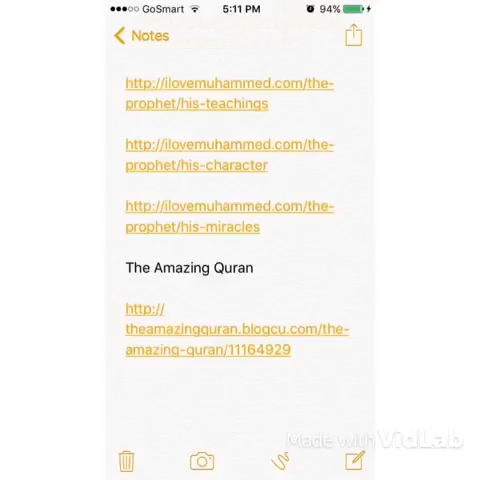 GoSmart 5:11 PM 94%
Notes
http://ilovemuhammed.com/the-
prophet/his-teachings
http://ilovemuhammed.com/the-
prophet/his-character
http://ilovemuhammed.com/the-
prophet/his-miracles
The Amazing Quran
http://
theamazingquran.blogcu.com/the-
amazing-quran/11164929
Made with VidLab